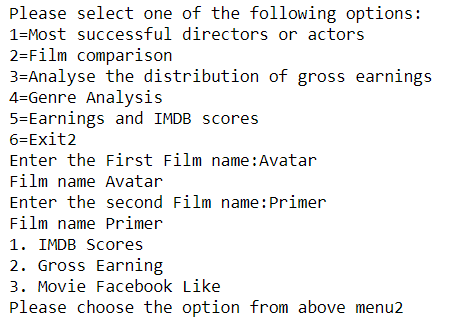 Please select one of the following options:
1=Most successful directors or actors
2=Film comparison
3=Analyse the distribution of gross earnings
4=Genre Analysis
5=Earnings and IMDB scores
6=Exit2
Enter the First Film name:Avatar
Film name Avatar
Enter the second Film name:Primer
Film name Primer
1. IMDB Scores
2. Gross Earning
3. Movie Facebook Like
Please choose the option from above menu2